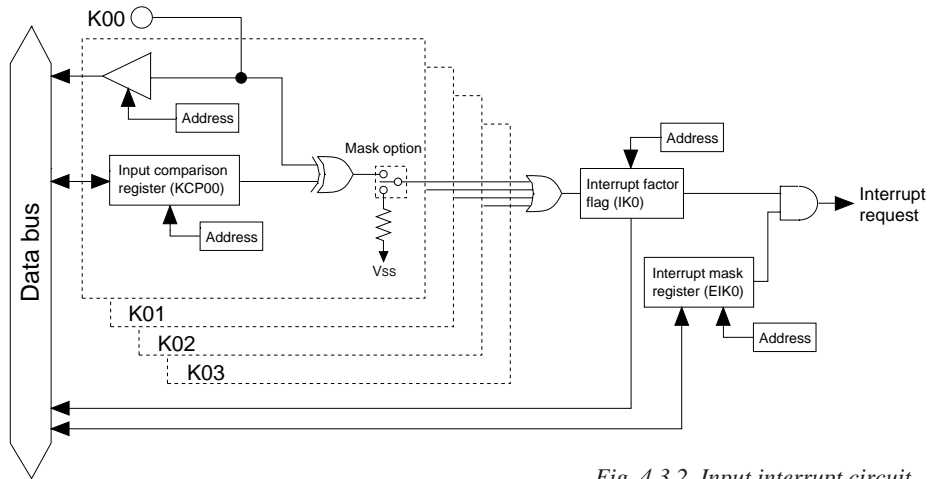 K00
Address
Mask option
Input comparison
register (KCP00)
Address
Vss
Data bus
K01
K02
K03
Address
Interrupt factor
flag (IK0)
Interrupt
request
Interrupt mask
register (EIK0)
Address
Fig. 4.3.2 Input interrupt circuit